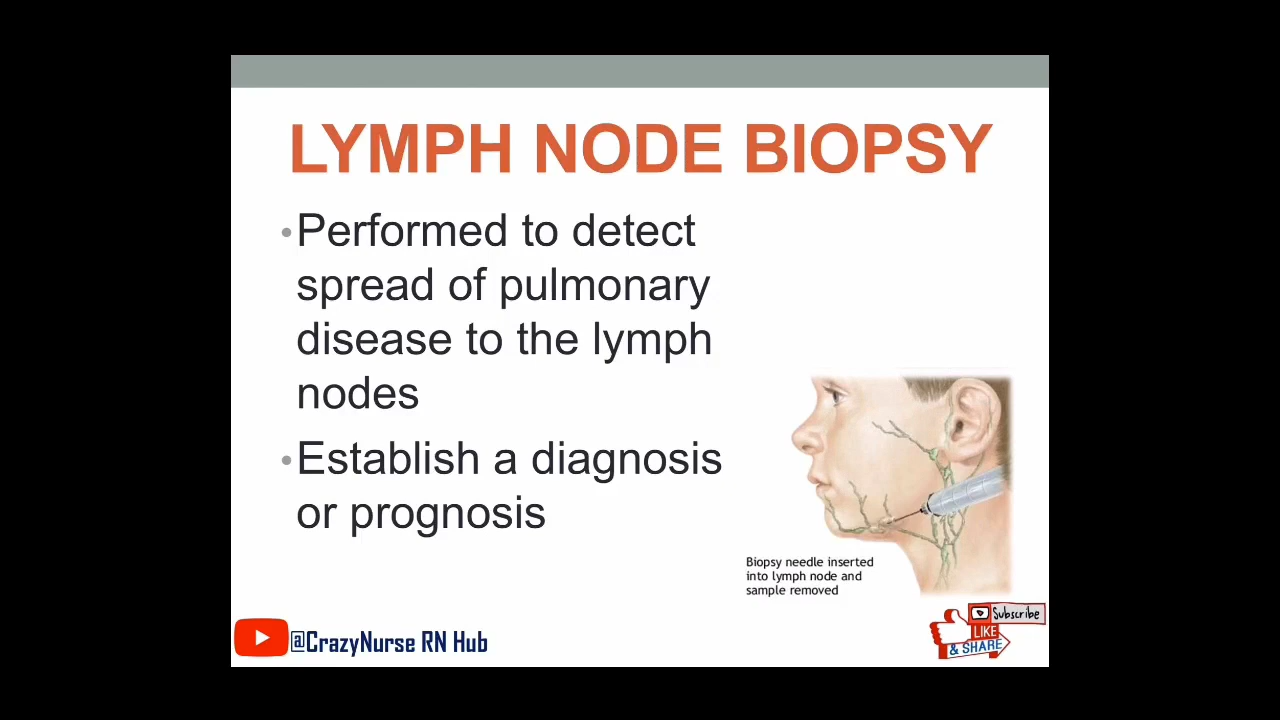 LYMPH NODE BIOPSY
•Performed to detect
spread of pulmonary
disease to the lymph
nodes
•Establish a diagnosis
or prognosis
Biopsy needle inserted
into lymph node and
sample removed
@CrazyNurse RN Hub
Subscribe
LIKE
& SHARE